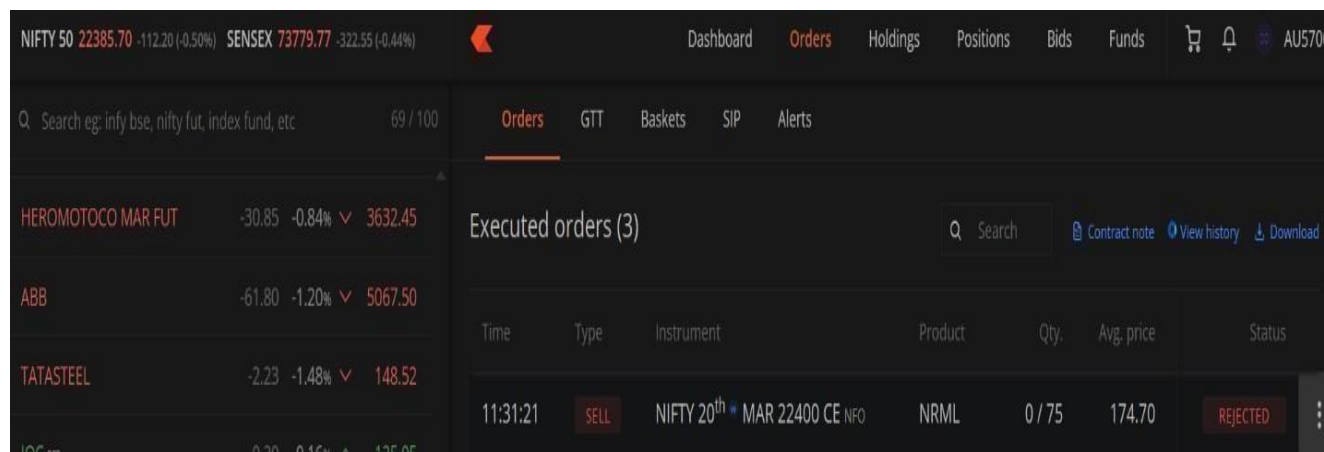 NIFTY 50 22385.70 -112.20 (-0.50%) SENSEX 73779.77 -322.55 (-0.44%)
Dashboard Orders Holdings Positions Bids Funds
Search eg: infy bse, nifty fut, index fund, etc 69 / 100
Orders GTT Baskets SIP Alerts
HEROMOTOCO MAR FUT -30.85 -0.84% 3632.45
Executed orders (3)
Search Contract note View history Download
ABB -61.80 -1.20% 5067.50
Time Type Instrument Product Qty. Avg. price Status
TATASTEEL -2.23 -1.48% 148.52
11:31:21 SELL NIFTY 20th w MAR 22400 CE NFO NRML 0 / 75 174.70 REJECTED